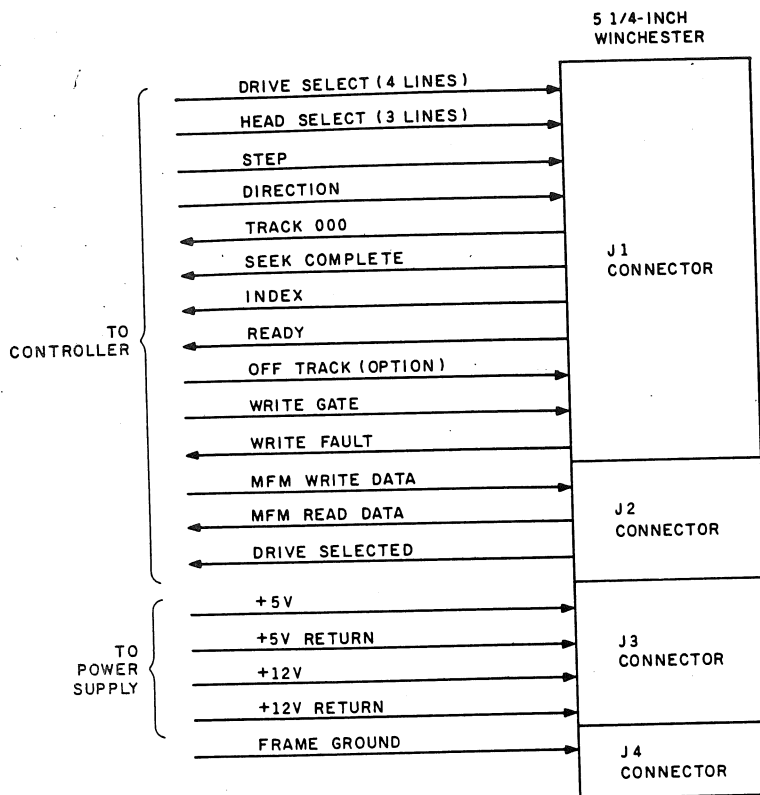 5 1/4-INCH
WINCHESTER
DRIVE SELECT (4 LINES)
HEAD SELECT (3 LINES)
STEP
DIRECTION
TRACK 000
SEEK COMPLETE
INDEX
READY
OFF TRACK (OPTION)
WRITE GATE
WRITE FAULT
MFM WRITE DATA
MFM READ DATA
DRIVE SELECTED
+5V
+5V RETURN
+12V
+12V RETURN
FRAME GROUND
TO
CONTROLLER
TO
POWER
SUPPLY
J1
CONNECTOR
J2
CONNECTOR
J3
CONNECTOR
J4
CONNECTOR